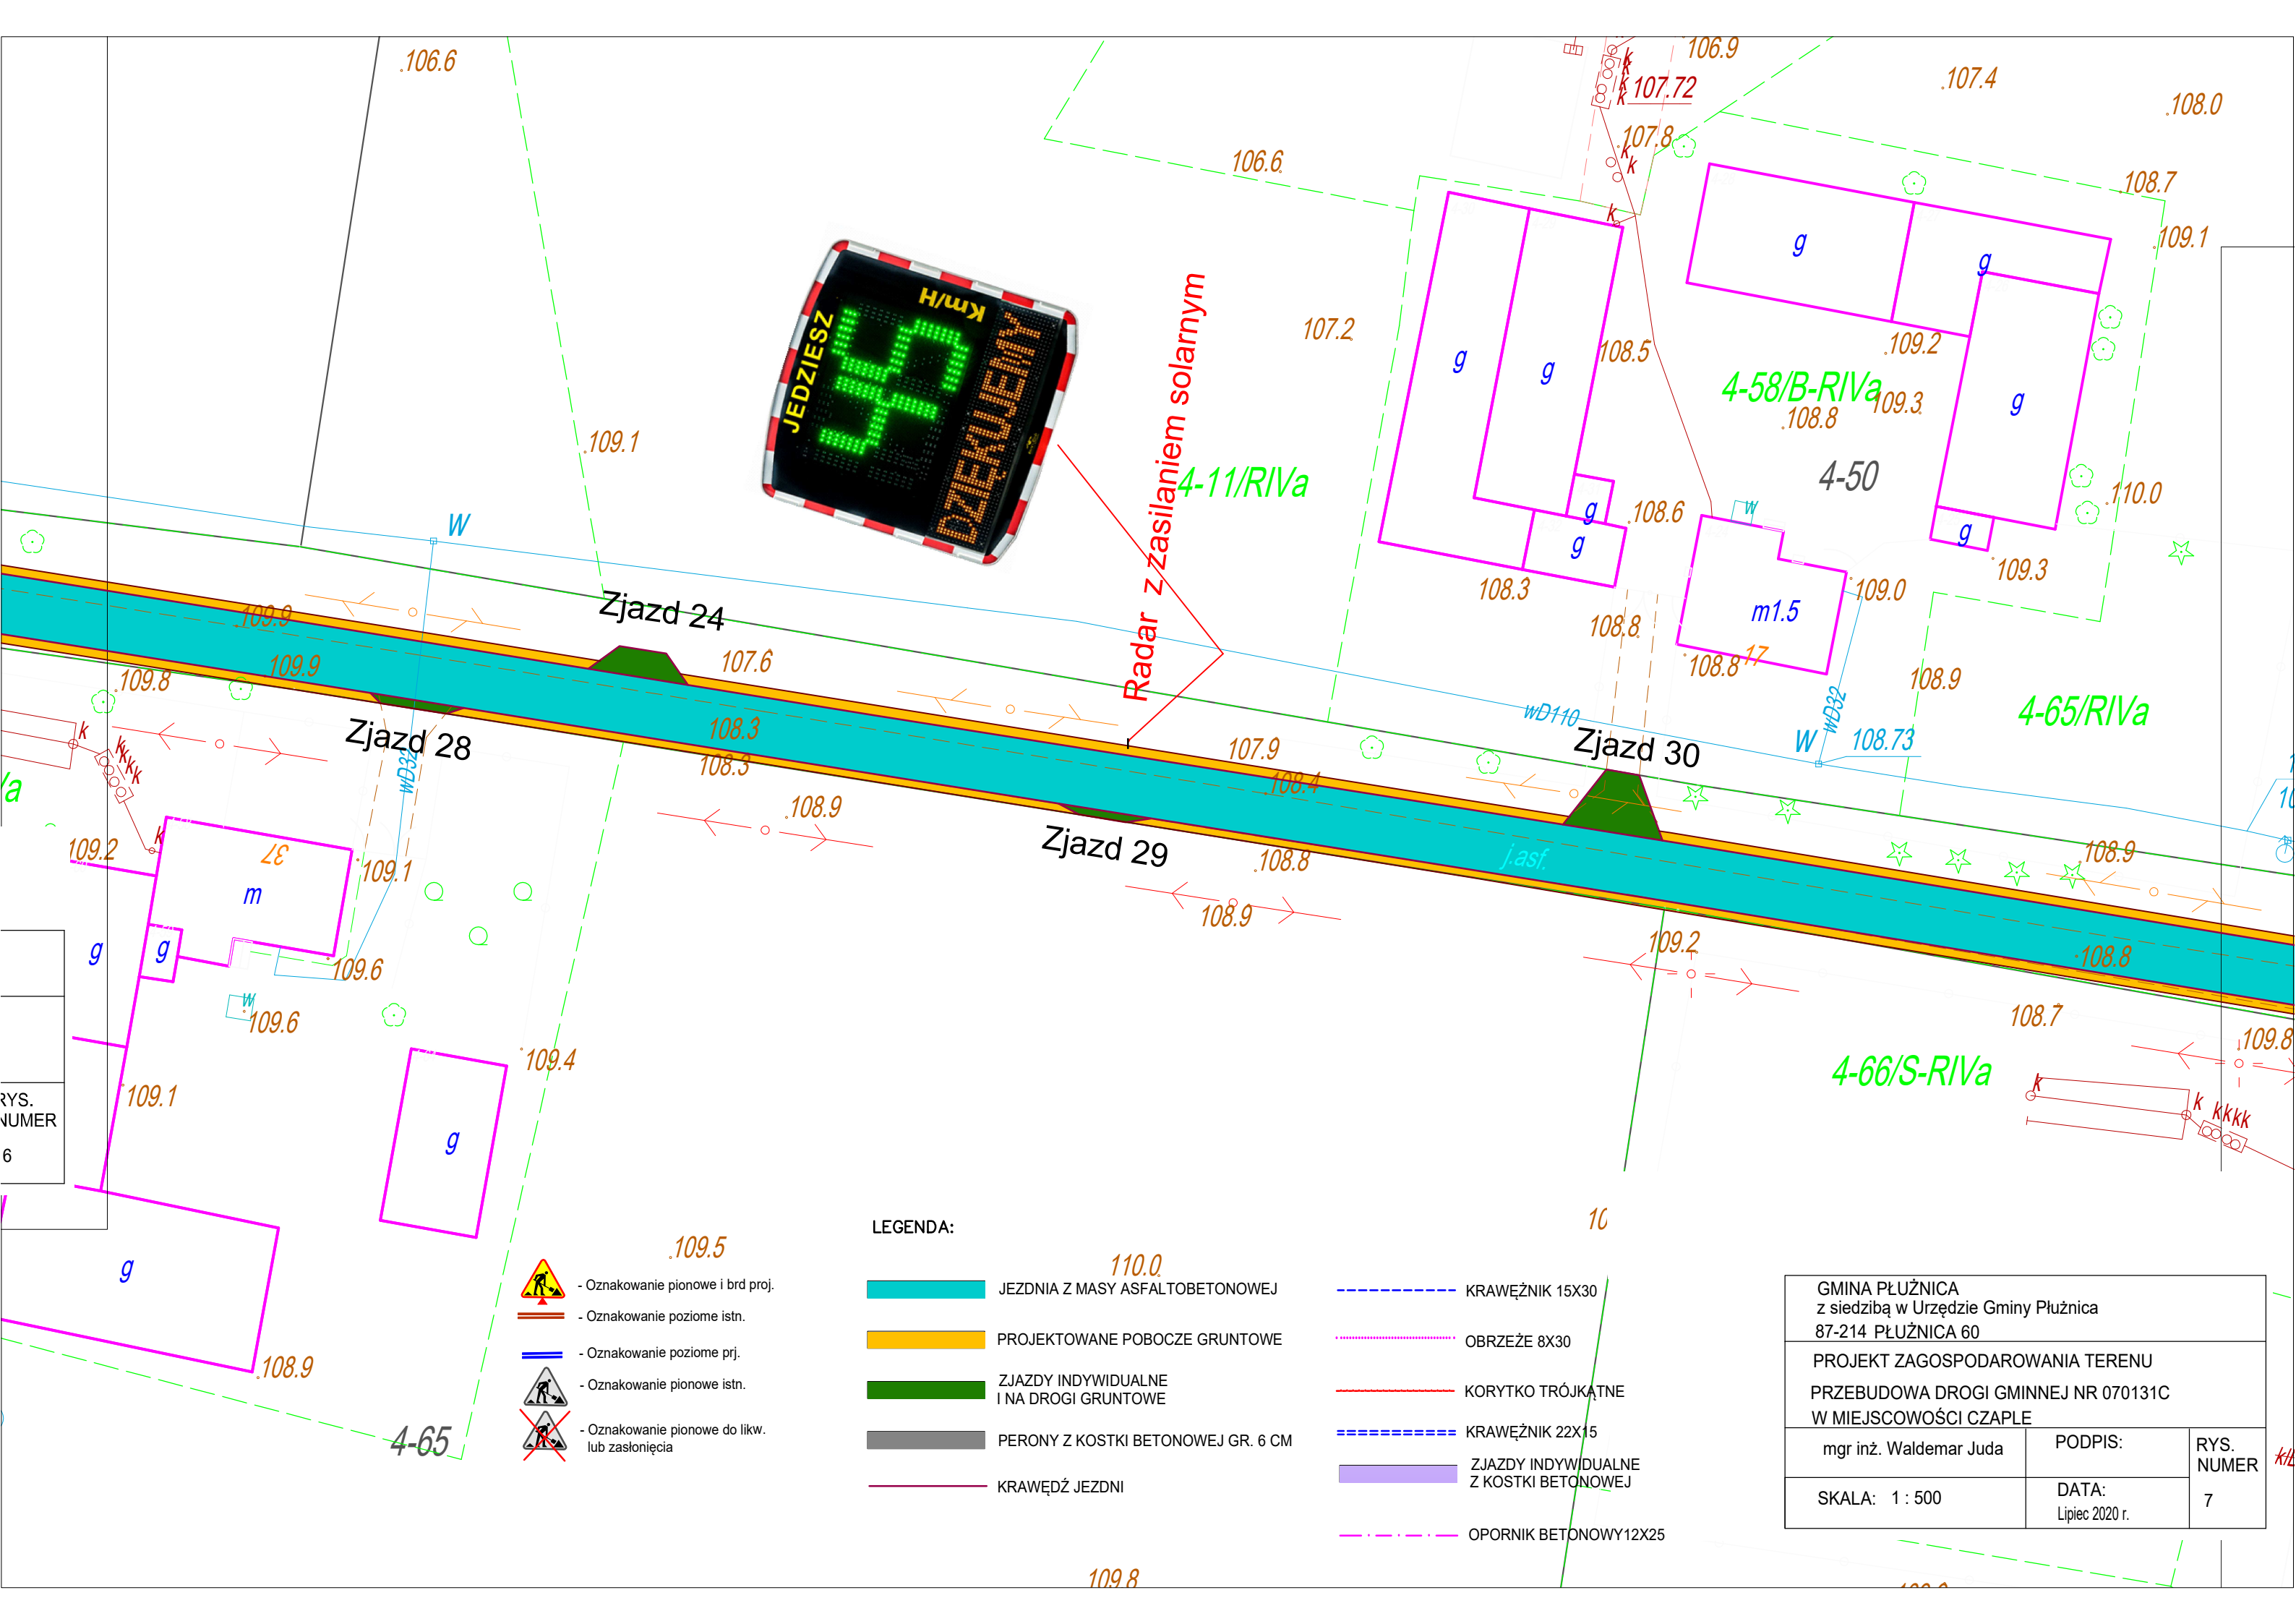 106.6
106.9
107.4
108.0
k
k
k
k
107.72
107.8
k
k
106.6
108.7
k
109.1
g
g
JEDZIESZ
45
Km/H
DZIĘKUJEMY
Radar z zasilaniem solarnym
107.2
g
g
108.5
109.2
4-58/B-RIVa
109.3
108.8
g
109.1
4-11/RIVa
4-50
110.0
W
g
108.6
w
g
g
108.3
109.3
109.0
m1.5
109.9
Zjazd 24
108.8
17
108.8
109.9
107.6
108.9
109.8
4-65/RIVa
wD110
wD32
108.3
107.9
Zjazd 28
Zjazd 30
W
108.73
k
kkkk
wD32
108.3
108.4
108.9
k
109.2
37
109.1
Zjazd 29
108.8
j.asf.
108.9
m
108.9
g
g
109.2
108.8
109.6
w
109.6
108.7
109.8
109.4
4-66/S-RIVa
109.1
k
k
kkkk
RYS.
NUMER
6
g
g
109.5
110.0
108.9
4-65
109.8
- Oznakowanie pionowe i brd proj.
- Oznakowanie poziome istn.
- Oznakowanie poziome prj.
- Oznakowanie pionowe istn.
- Oznakowanie pionowe do likw.
lub zasłonięcia
LEGENDA:
JEZDNIA Z MASY ASFALTOBETONOWEJ
PROJEKTOWANE POBOCZE GRUNTOWE
ZJAZDY INDYWIDUALNE
I NA DROGI GRUNTOWE
PERONY Z KOSTKI BETONOWEJ GR. 6 CM
KRAWĘDŹ JEZDNI
KRAWĘŻNIK 15X30
OBRZEŻE 8X30
KORYTKO TRÓJKĄTNE
KRAWĘŻNIK 22X15
ZJAZDY INDYWIDUALNE
Z KOSTKI BETONOWEJ
OPORNIK BETONOWY12X25
GMINA PŁUŻNICA
z siedzibą w Urzędzie Gminy Płużnica
87-214 PŁUŻNICA 60
PROJEKT ZAGOSPODAROWANIA TERENU
PRZEBUDOWA DROGI GMINNEJ NR 070131C
W MIEJSCOWOŚCI CZAPLE
mgr inż. Waldemar Juda
PODPIS:
RYS.
NUMER
7
SKALA: 1 : 500
DATA:
Lipiec 2020 r.